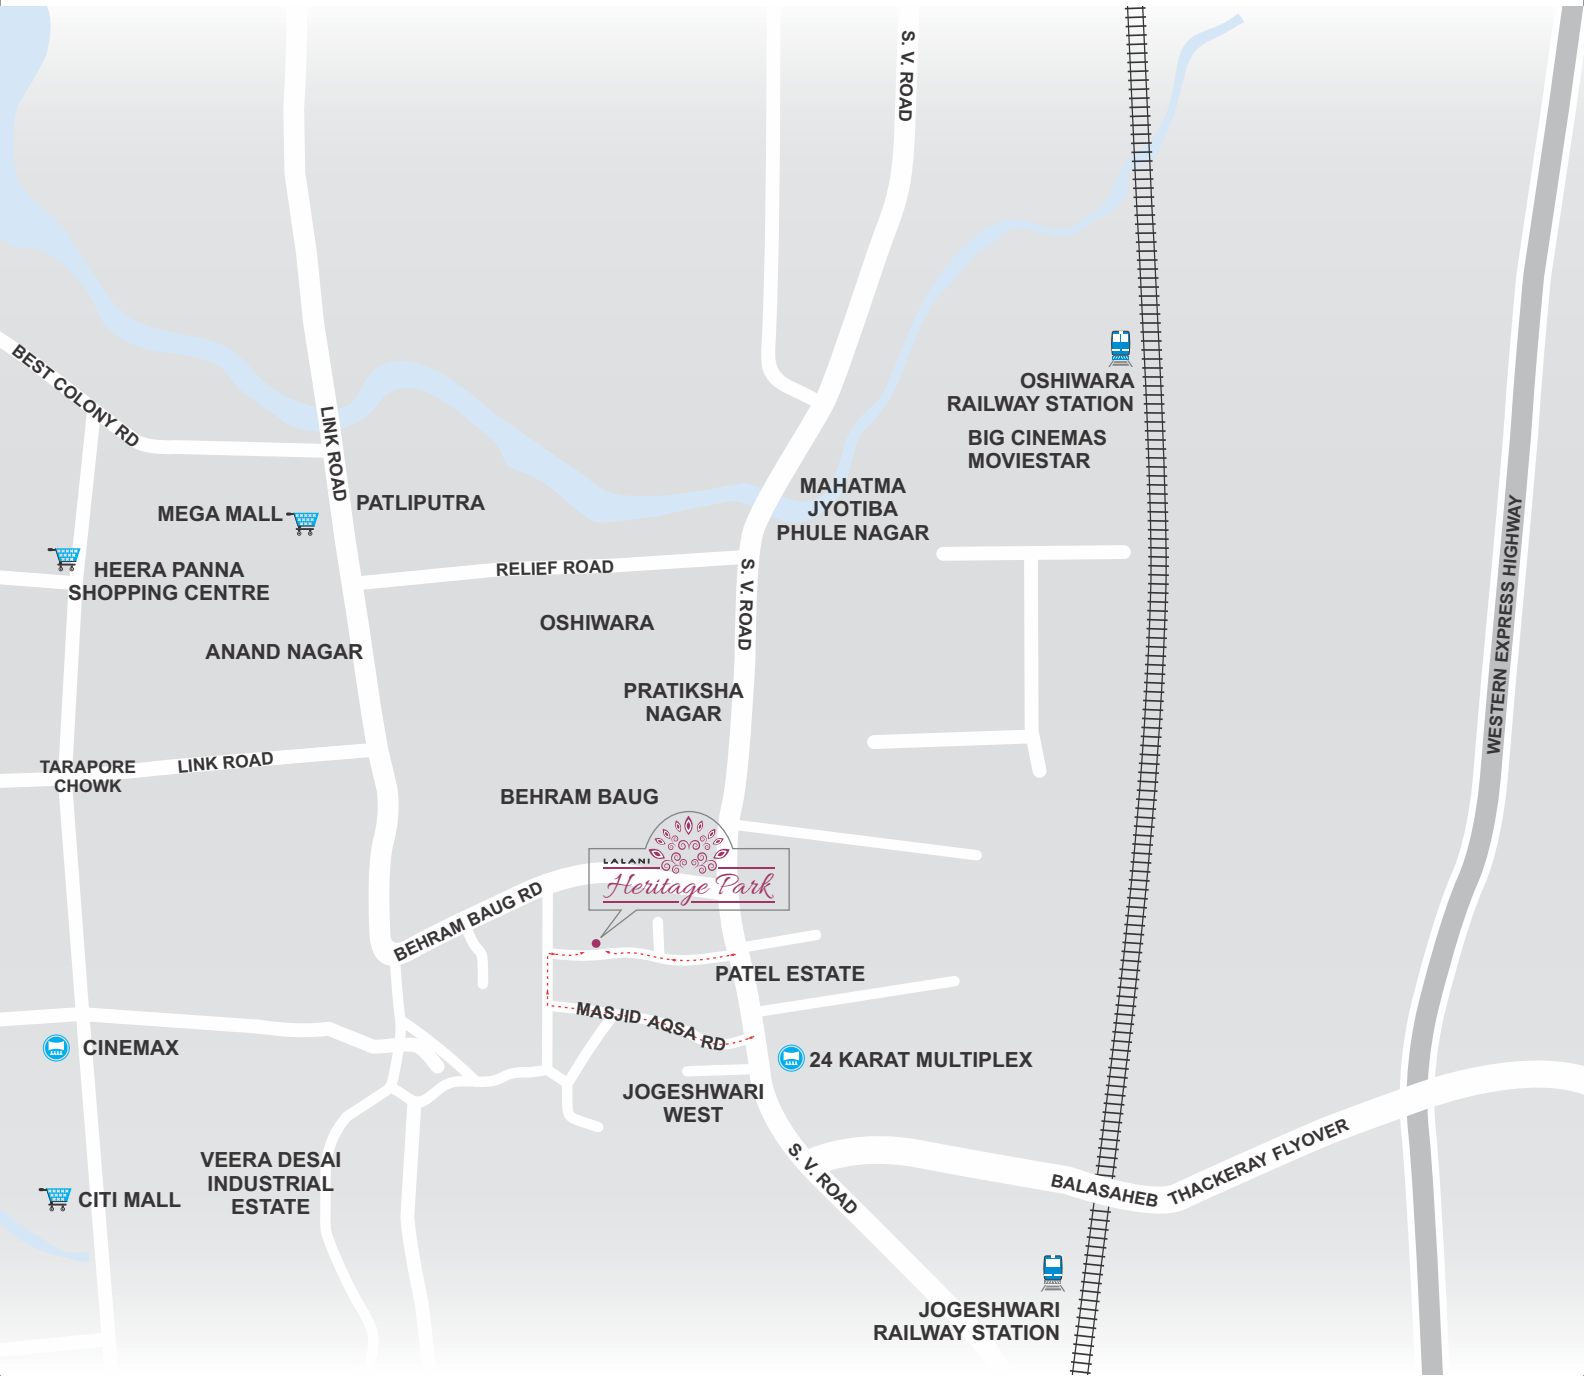 S. V. ROAD
OSHIWARA
RAILWAY STATION
BEST COLONY RD
LINK ROAD
BIG CINEMAS
MOVIESTAR
MEGA MALL
PATLIPUTRA
MAHATMA
JYOTIBA
PHULE NAGAR
HEERA PANNA
SHOPPING CENTRE
RELIEF ROAD
S. V. ROAD
OSHIWARA
ANAND NAGAR
WESTERN EXPRESS HIGHWAY
PRATIKSHA
NAGAR
TARAPORE
CHOWK
LINK ROAD
BEHRAM BAUG
LALANI
Heritage Park
BEHRAM BAUG RD
PATEL ESTATE
MASJID AQSA RD
CINEMAX
24 KARAT MULTIPLEX
JOGESHWARI
WEST
VEERA DESAI
INDUSTRIAL
ESTATE
CITI MALL
S. V. ROAD
BALASAHEB THACKERAY FLYOVER
JOGESHWARI
RAILWAY STATION